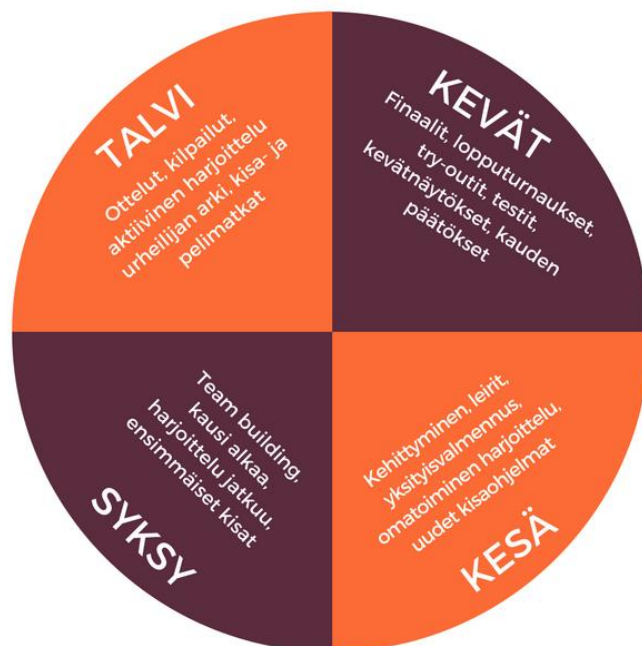 TALVI
Ottelut, kilpailut,
aktiivinen harjoittelu
urheilijan arki, kisa- ja
pelimatkat
KEVÄT
Finaalit, lopputurnaukset,
try-outit, testit,
kevätnäytökset, kauden
päätökset
Team building,
kausi alkaa,
harjoittelu jatkuu,
ensimmäiset kisat
SYKSY
Kehittyminen, leirit,
yksityisvalmennus,
omatoiminen harjoittelu,
uudet kisaohjelmat
KESÄ